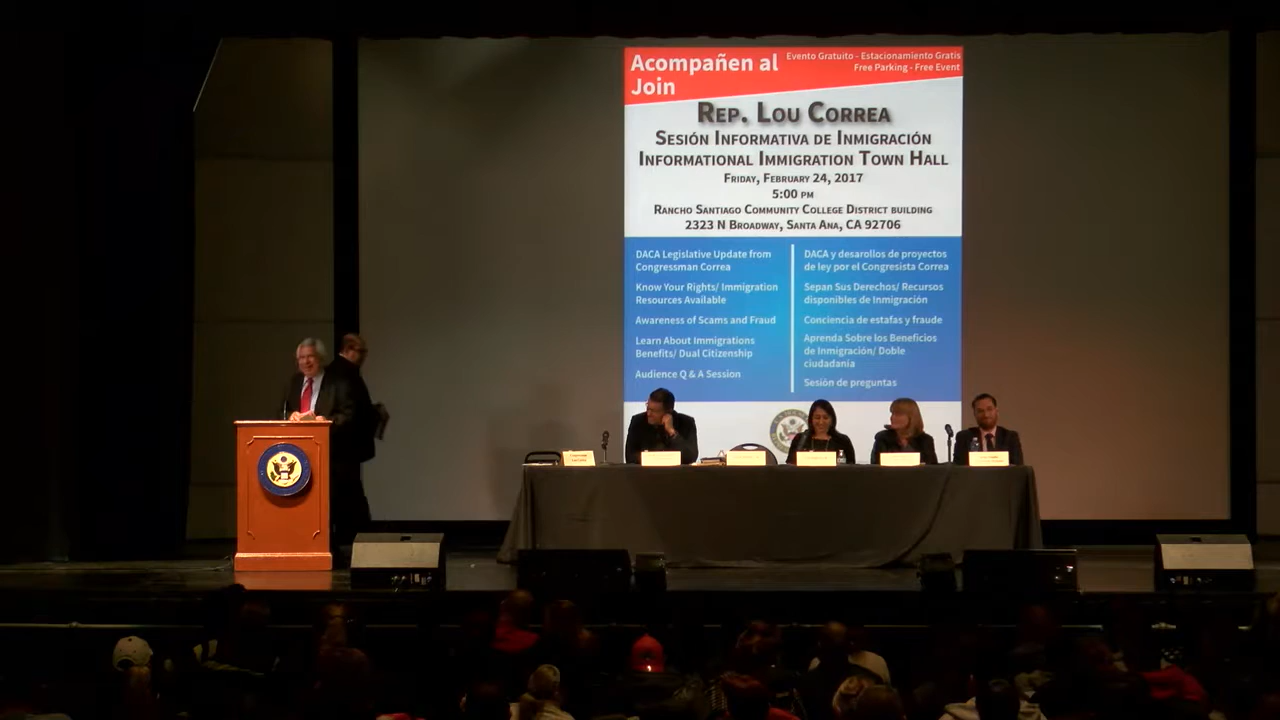 Acompañen al
Join
Evento Gratuito - Estacionamiento Gratis
Free Parking - Free Event
Rep. Lou Correa
Sesión Informativa de Inmigración
Informational Immigration Town Hall
Friday, February 24, 2017
5:00 pm
Rancho Santiago Community College District building
2323 N Broadway, Santa Ana, CA 92706
DACA Legislative Update from
Congressman Correa
Know Your Rights/ Immigration
Resources Available
Awareness of Scams and Fraud
Learn About Immigrations
Benefits/ Dual Citizenship
Audience Q & A Session
DACA y desarollos de proyectos
de ley por el Congresista Correa
Sepan Sus Derechos/ Recursos
disponibles de Inmigración
Conciencia de estafas y fraude
Aprenda Sobre los Beneficios
de Inmigración/ Doble
ciudadania
Sesión de preguntas